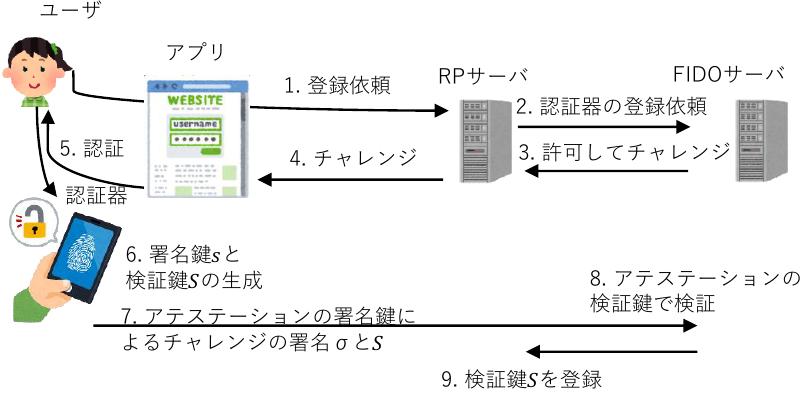 ユーザ
アプリ
RPサーバ
FIDOサーバ
WEBSITE
username
1. 登録依頼
2. 認証器の登録依頼
3. 許可してチャレンジ
4. チャレンジ
5. 認証
認証器
6. 署名鍵sと
検証鍵Sの生成
7. アテステーションの署名鍵に
よるチャレンジの署名σとS
8. アテステーションの
検証鍵で検証
9. 検証鍵Sを登録